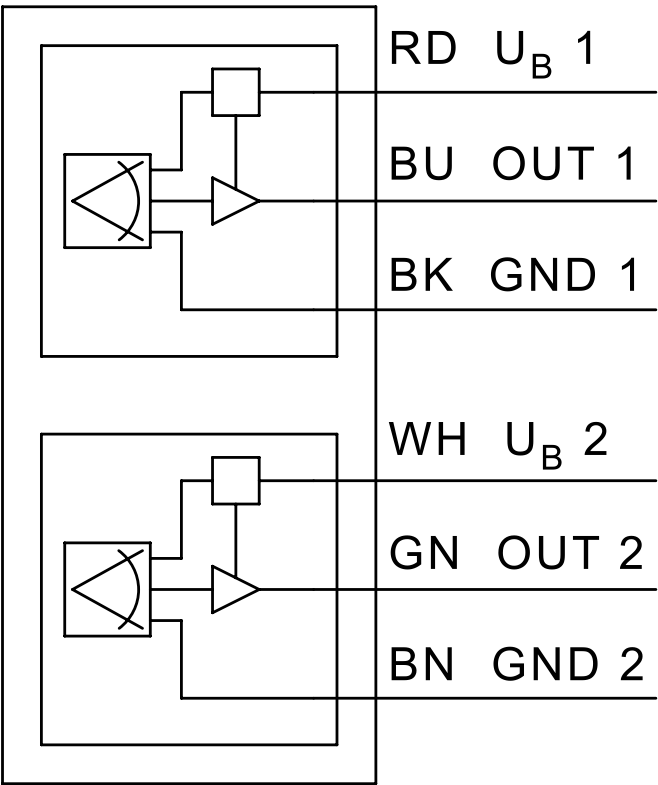 RD U_B 1
BU OUT 1
BK GND 1
WH U_B 2
GN OUT 2
BN GND 2